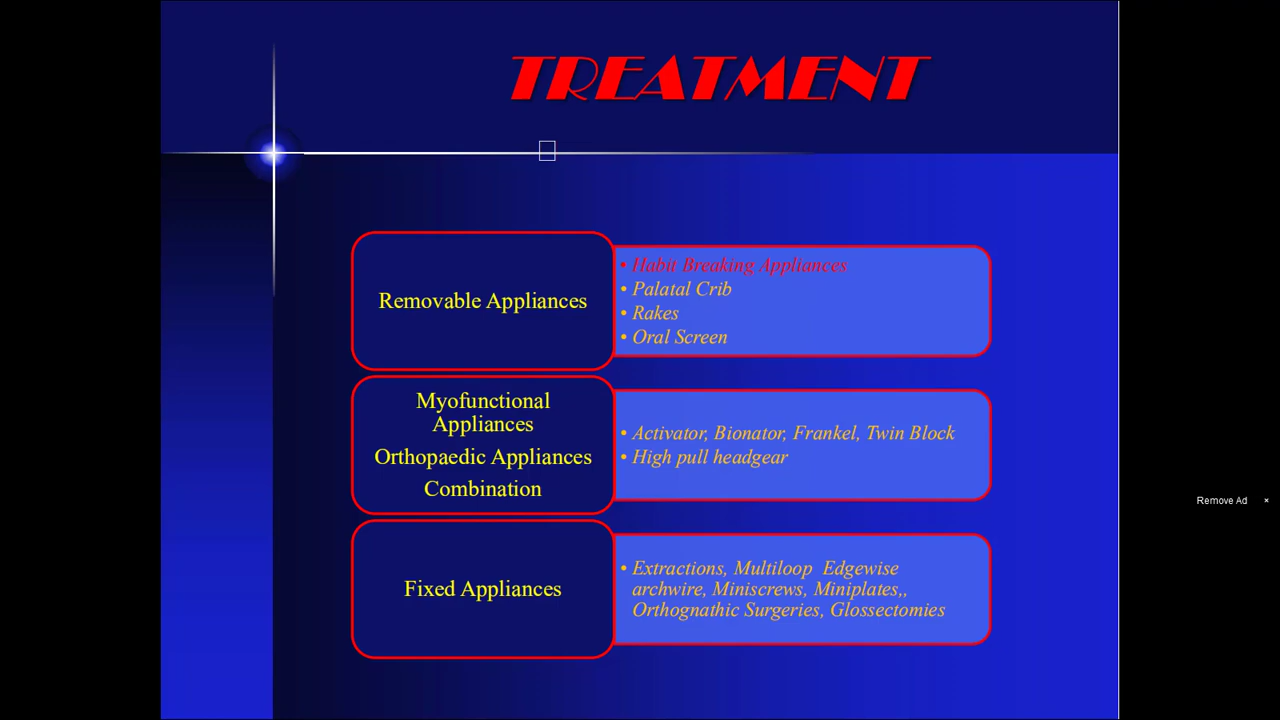 TREATMENT
Removable Appliances
• Habit Breaking Appliances
• Palatal Crib
• Rakes
• Oral Screen
Myofunctional
Appliances
Orthopaedic Appliances
Combination
• Activator, Bionator, Frankel, Twin Block
• High pull headgear
Fixed Appliances
• Extractions, Multiloop Edgewise
archwire, Miniscrews, Miniplates,,
Orthognathic Surgeries, Glossectomies
Remove Ad ×